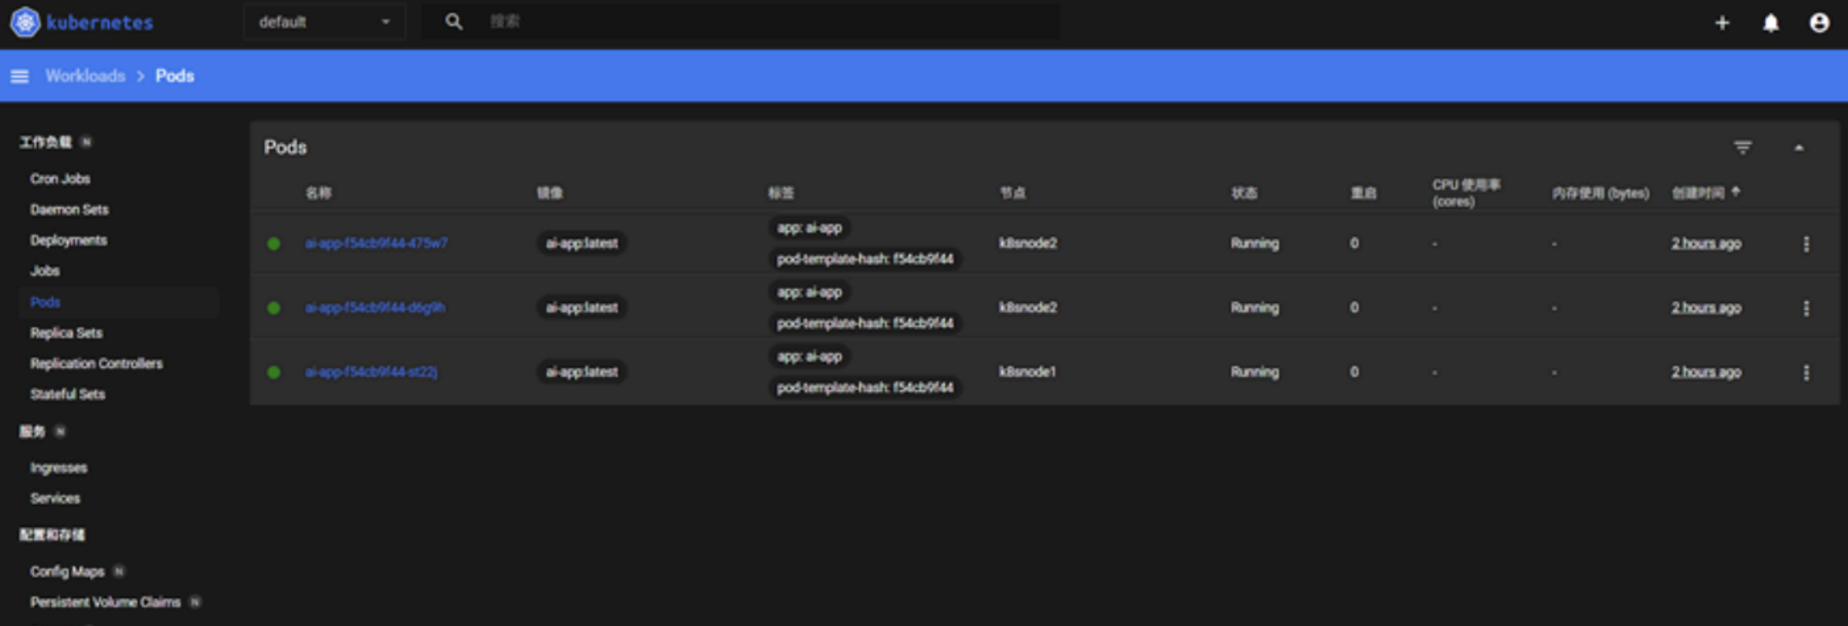 kubernetes
default
搜索
Workloads > Pods
工作负载 N
Cron Jobs
Daemon Sets
Deployments
Jobs
Pods
Replica Sets
Replication Controllers
Stateful Sets
服务 N
Ingresses
Services
配置和存储
Config Maps N
Persistent Volume Claims N
Pods
名称 镜像 标签 节点 状态 重启 CPU 使用率 (cores) 内存使用 (bytes) 创建时间
ai-app-f54cb9f44-475w7 ai-app:latest app: ai-app pod-template-hash: f54cb9f44 k8snode2 Running 0 - - 2 hours ago
ai-app-f54cb9f44-d6g9h ai-app:latest app: ai-app pod-template-hash: f54cb9f44 k8snode2 Running 0 - - 2 hours ago
ai-app-f54cb9f44-st22j ai-app:latest app: ai-app pod-template-hash: f54cb9f44 k8snode1 Running 0 - - 2 hours ago